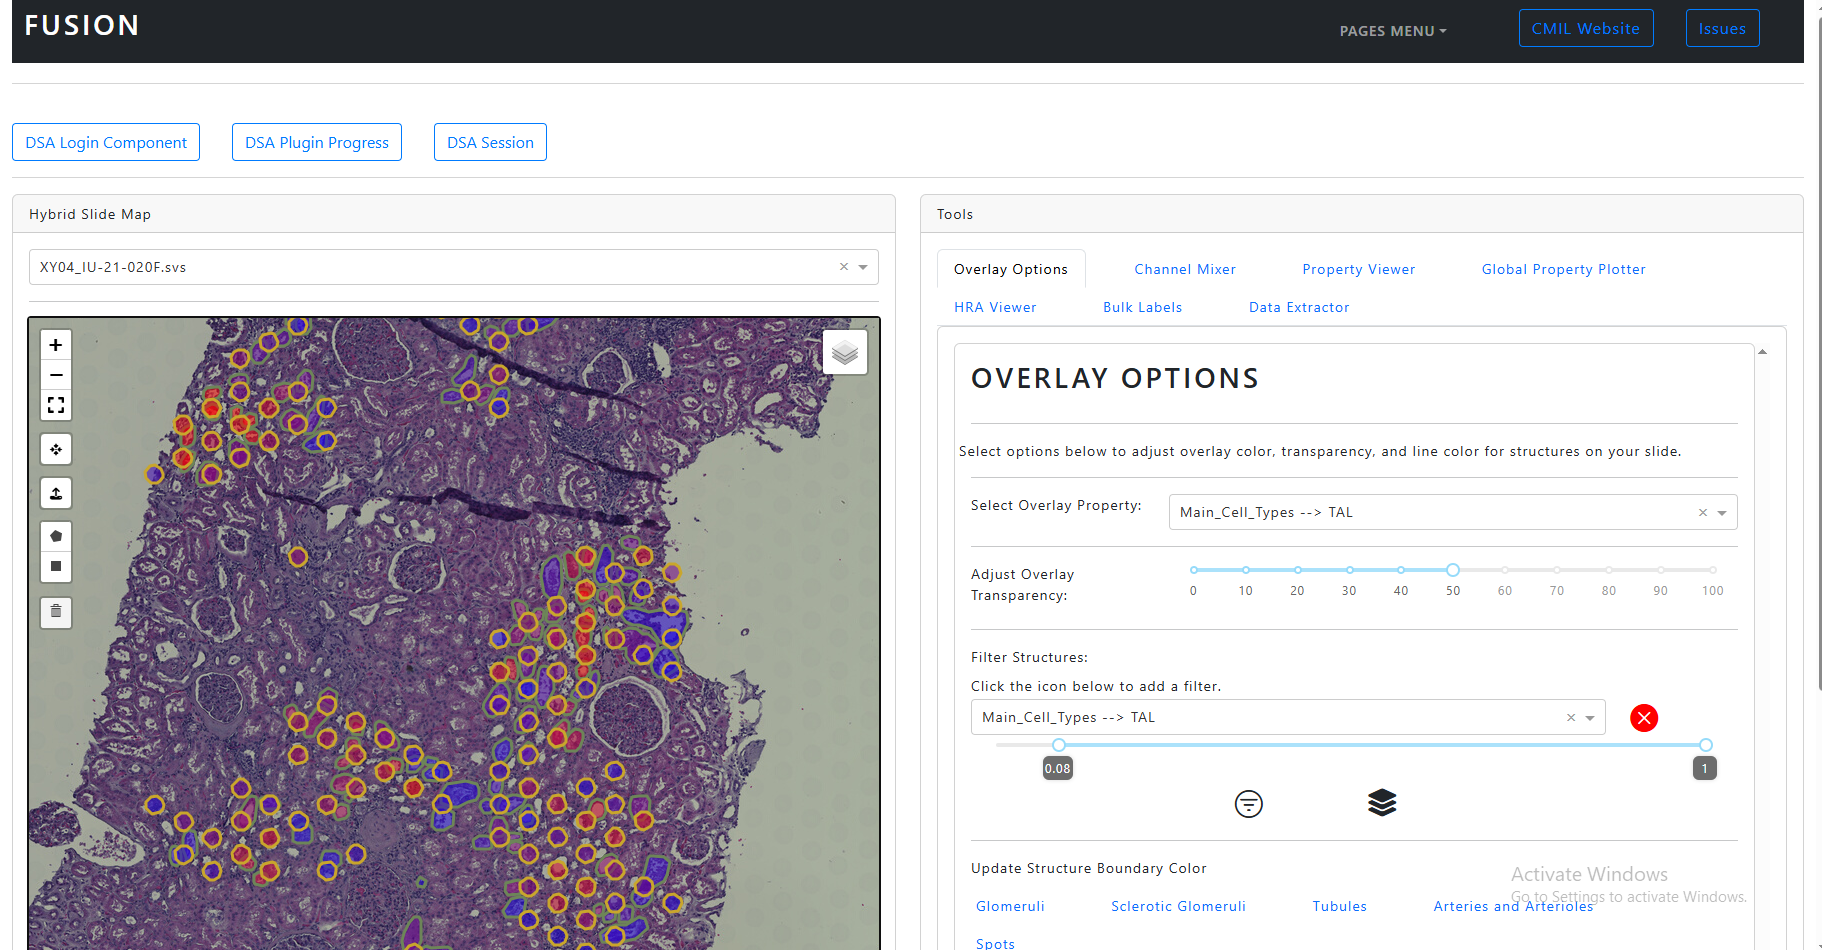 FUSION
PAGES MENU
CMIL Website
Issues
DSA Login Component
DSA Plugin Progress
DSA Session
Hybrid Slide Map
XY04_IU-21-020F.svs
Tools
Overlay Options
Channel Mixer
Property Viewer
Global Property Plotter
HRA Viewer
Bulk Labels
Data Extractor
OVERLAY OPTIONS
Select options below to adjust overlay color, transparency, and line color for structures on your slide.
Select Overlay Property:
Main_Cell_Types --> TAL
Adjust Overlay
Transparency:
0 10 20 30 40 50 60 70 80 90 100
Filter Structures:
Click the icon below to add a filter.
Main_Cell_Types --> TAL
0.08
1
Update Structure Boundary Color
Activate Windows
Go to Settings to activate Windows.
Glomeruli
Sclerotic Glomeruli
Tubules
Arteries and Arterioles
Spots